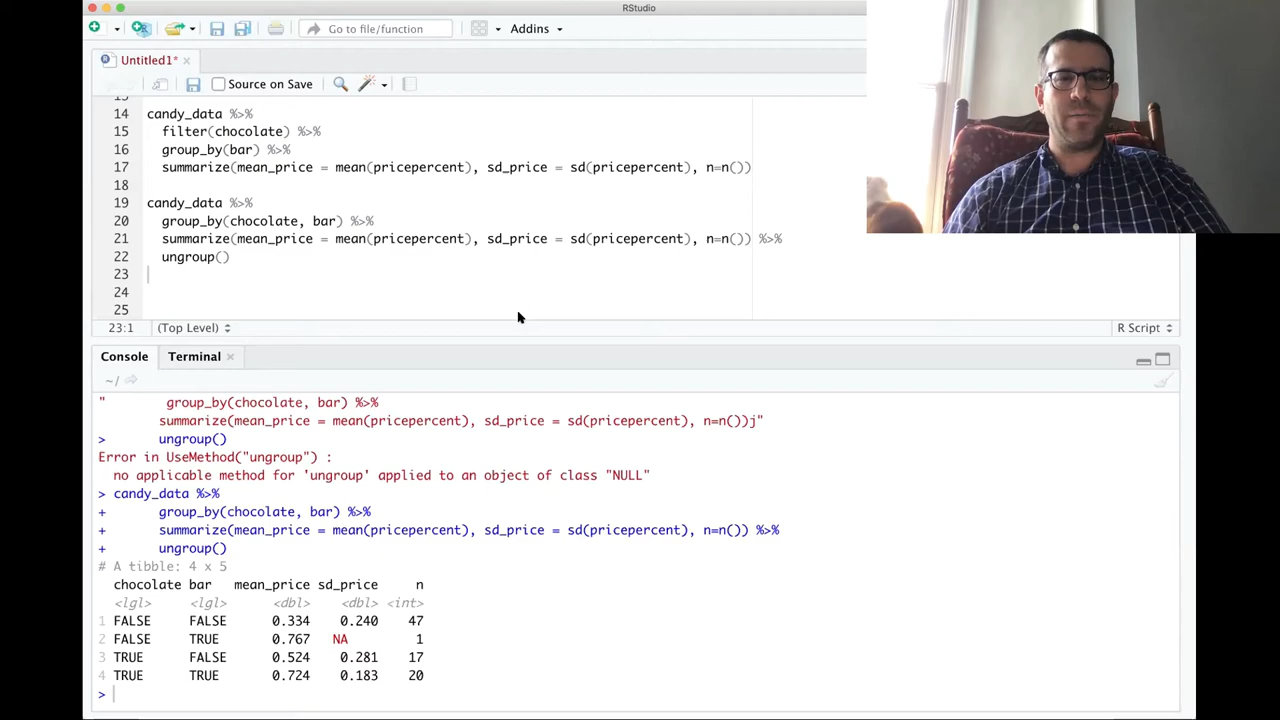 RStudio
Go to file/function
Addins
Untitled1*
Source on Save
14 candy_data %>%
15 filter(chocolate) %>%
16 group_by(bar) %>%
17 summarize(mean_price = mean(pricepercent), sd_price = sd(pricepercent), n=n())
18
19 candy_data %>%
20 group_by(chocolate, bar) %>%
21 summarize(mean_price = mean(pricepercent), sd_price = sd(pricepercent), n=n()) %>%
22 ungroup()
23
24
25
23:1 (Top Level) R Script
Console Terminal
~/
" group_by(chocolate, bar) %>%
summarize(mean_price = mean(pricepercent), sd_price = sd(pricepercent), n=n())j"
> ungroup()
Error in UseMethod("ungroup") :
no applicable method for 'ungroup' applied to an object of class "NULL"
> candy_data %>%
+ group_by(chocolate, bar) %>%
+ summarize(mean_price = mean(pricepercent), sd_price = sd(pricepercent), n=n()) %>%
+ ungroup()
# A tibble: 4 x 5
chocolate bar mean_price sd_price n
<lgl> <lgl> <dbl> <dbl> <int>
1 FALSE FALSE 0.334 0.240 47
2 FALSE TRUE 0.767 NA 1
3 TRUE FALSE 0.524 0.281 17
4 TRUE TRUE 0.724 0.183 20
>